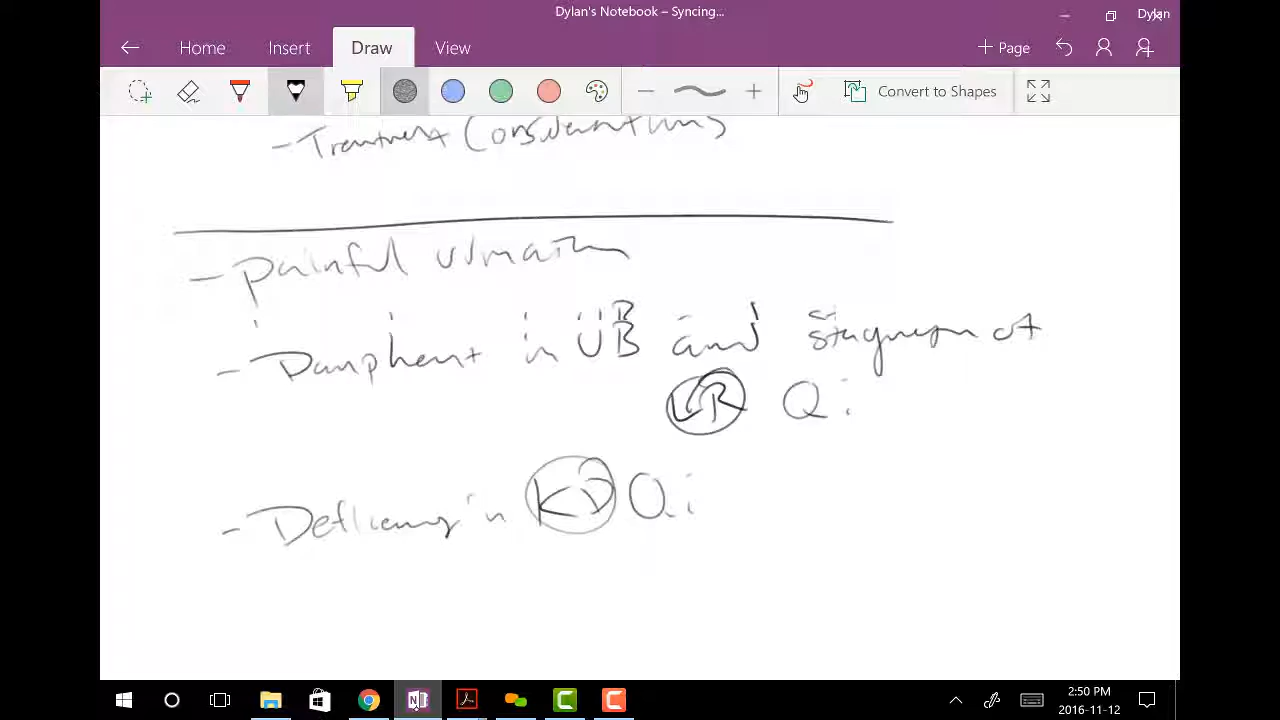 Dylan's Notebook – Syncing...
Dylan
Home Insert Draw View
Page
Convert to Shapes
- Treatment Considerations
- Painful urination
- Dampheat in UB and stagnation of
LR Qi
- Deficiency in KD Qi
2:50 PM
2016-11-12